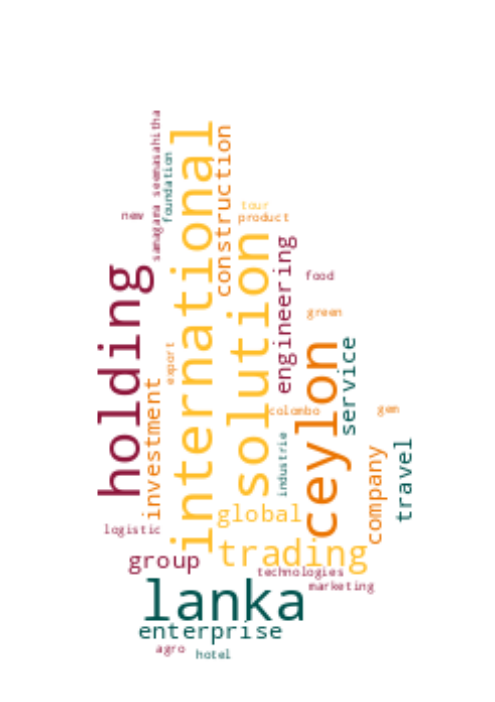 samagama seemasahitha
foundation
new
international
construction
tour
product
holding
solution
engineering
food
green
export
investment
ceylon
service
colombo
gem
industrie
company
travel
logistic
global
trading
group
technologies
marketing
lanka
enterprise
agro
hotel